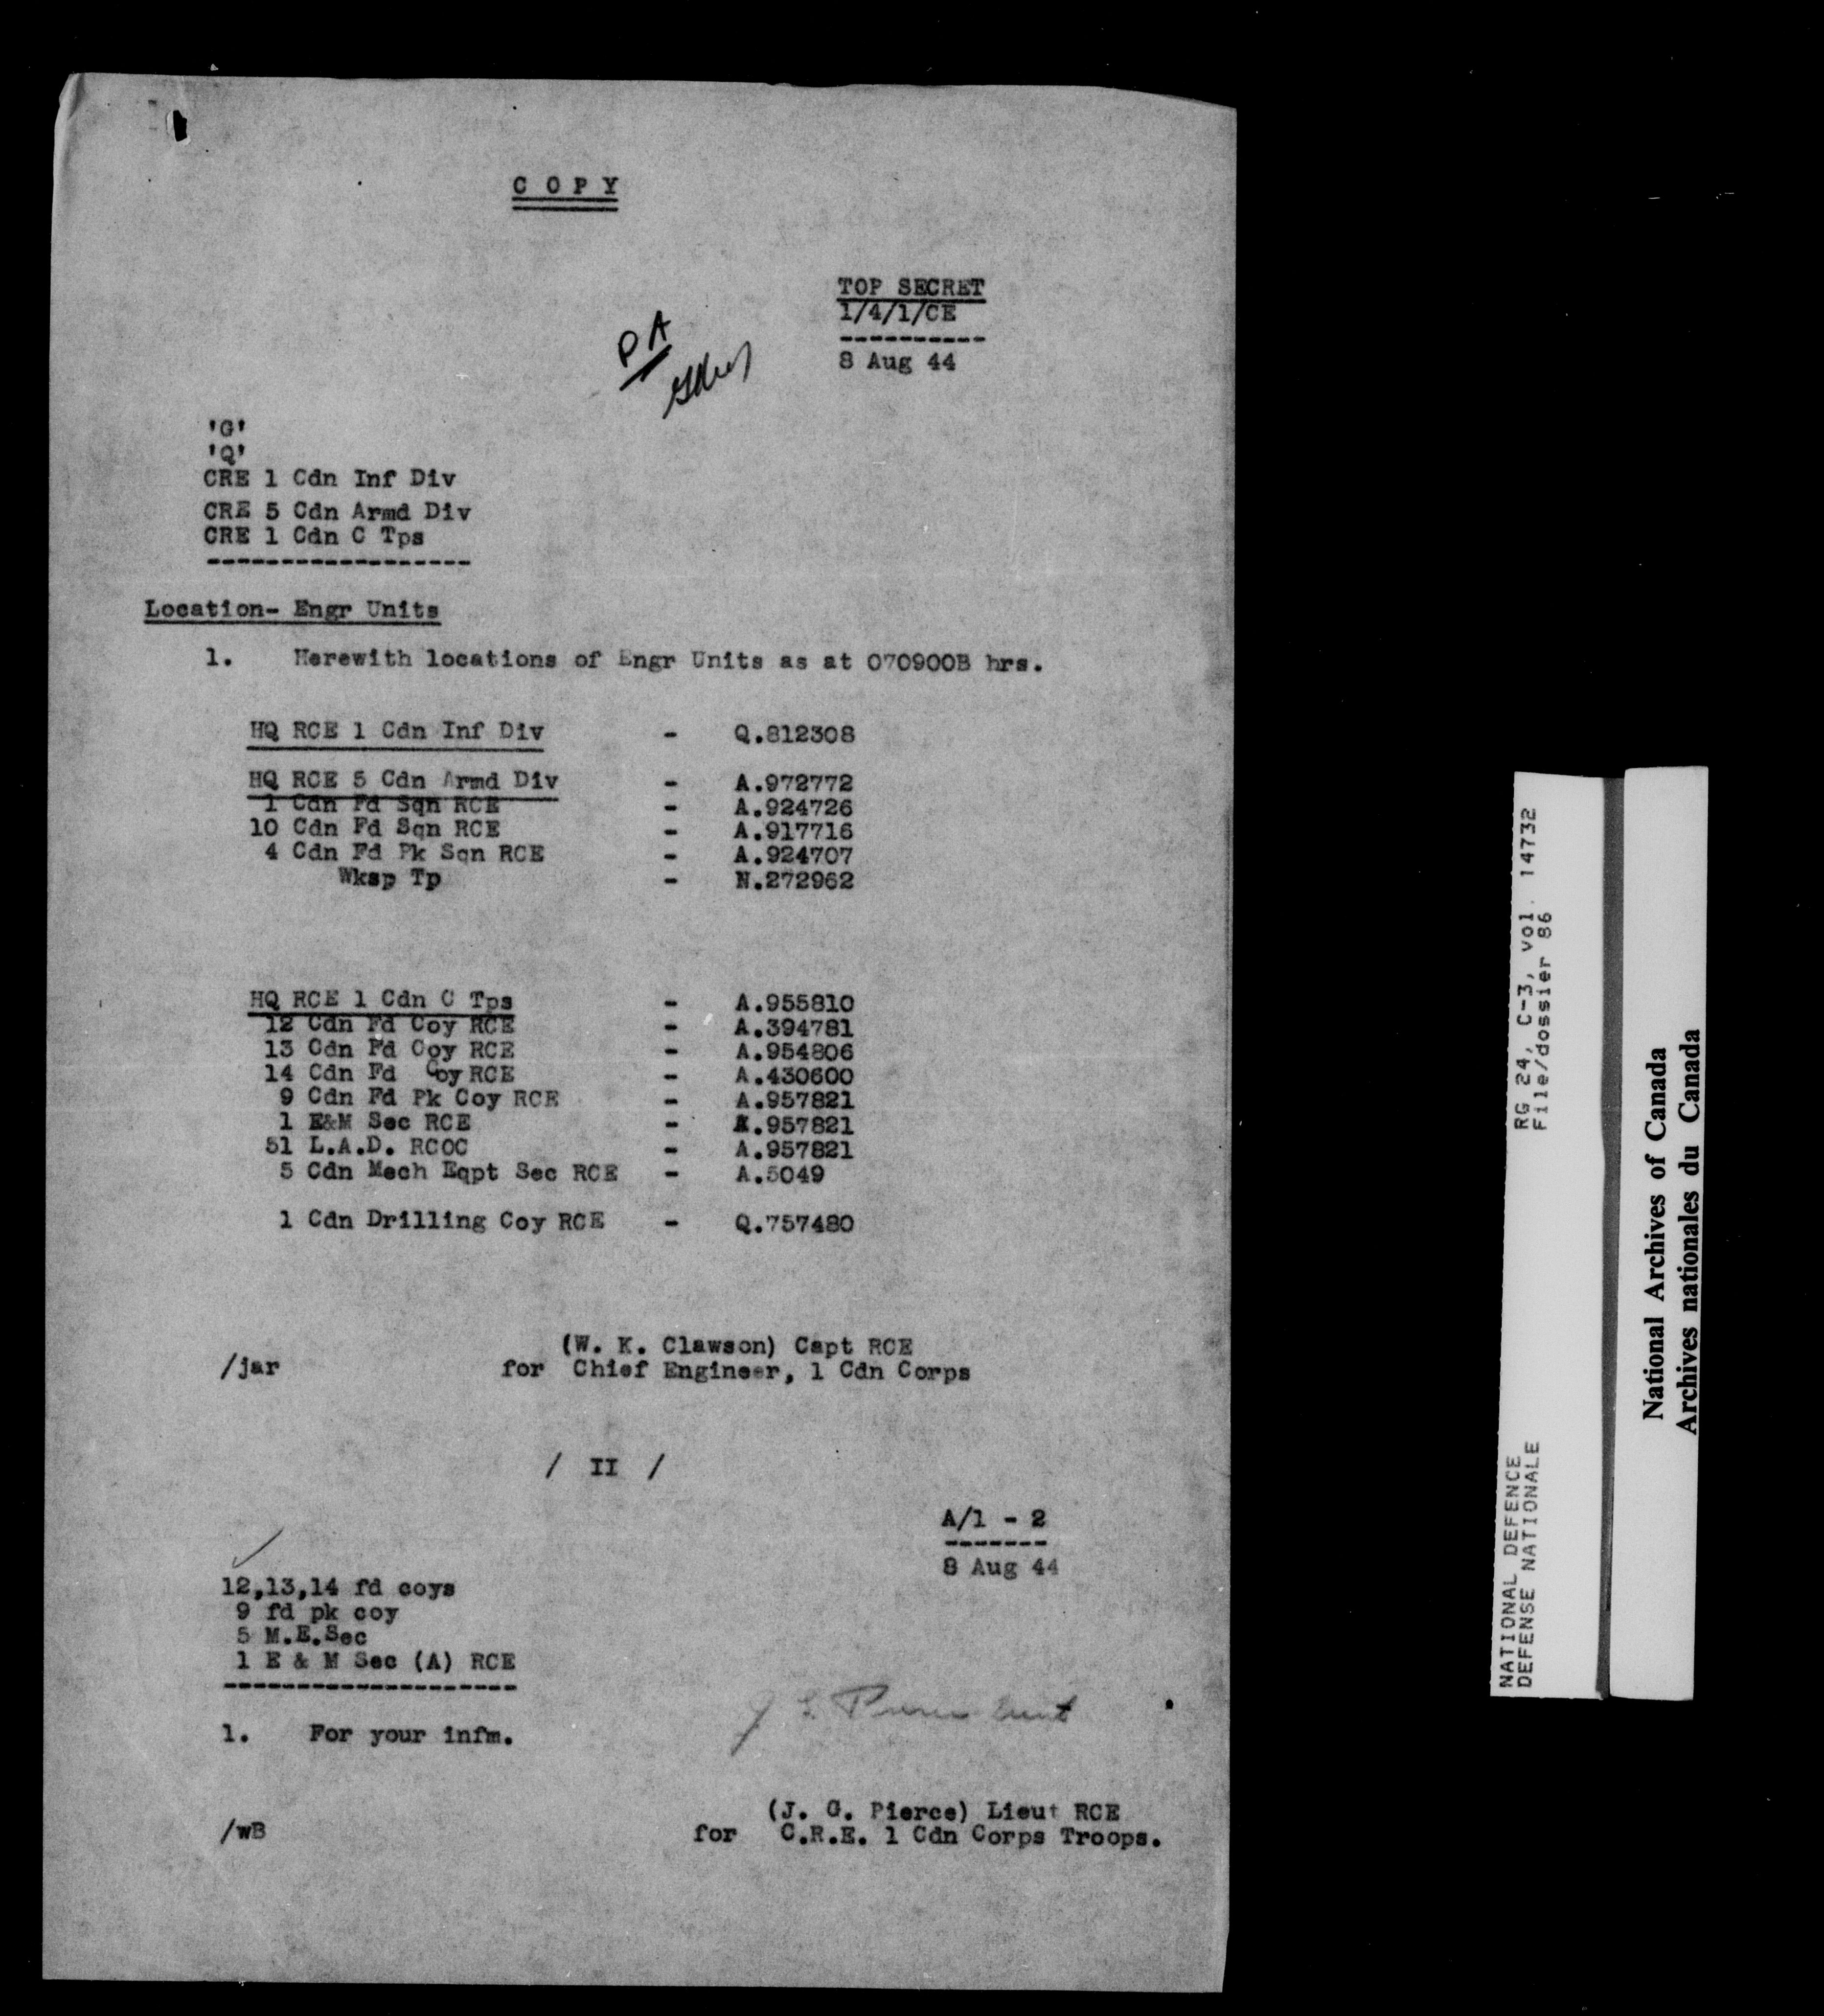 C O P Y
TOP SECRET
1/4/1/CE
----------
8 Aug 44
PA
'G'
'Q'
CRE 1 Cdn Inf Div
CRE 5 Cdn Armd Div
CRE 1 Cdn C Tps
------------------
Location- Engr Units
1. Herewith locations of Engr Units as at 070900B hrs.
HQ RCE 1 Cdn Inf Div - Q.812308
HQ RCE 5 Cdn Armd Div - A.972772
1 Cdn Fd Sqn RCE - A.924726
10 Cdn Fd Sqn RCE - A.917716
4 Cdn Fd Pk Sqn RCE - A.924707
Wksp Tp - N.272962
HQ RCE 1 Cdn C Tps - A.955810
12 Cdn Fd Coy RCE - A.394781
13 Cdn Fd Coy RCE - A.954806
14 Cdn Fd Coy RCE - A.430600
9 Cdn Fd Pk Coy RCE - A.957821
1 E&M Sec RCE - A.957821
51 L.A.D. RCOC - A.957821
5 Cdn Mech Eqpt Sec RCE - A.5049
1 Cdn Drilling Coy RCE - Q.757480
(W. K. Clawson) Capt RCE
/jar for Chief Engineer, 1 Cdn Corps
/ II /
A/1 - 2
-------
8 Aug 44
12,13,14 fd coys
9 fd pk coy
5 M.E.Sec
1 E & M Sec (A) RCE
--------------------
1. For your infm.
(J. G. Pierce) Lieut RCE
/wB for C.R.E. 1 Cdn Corps Troops.
NATIONAL DEFENCE RG 24, C-3, vol. 14732
DEFENSE NATIONALE File/dossier 86
National Archives of Canada
Archives nationales du Canada